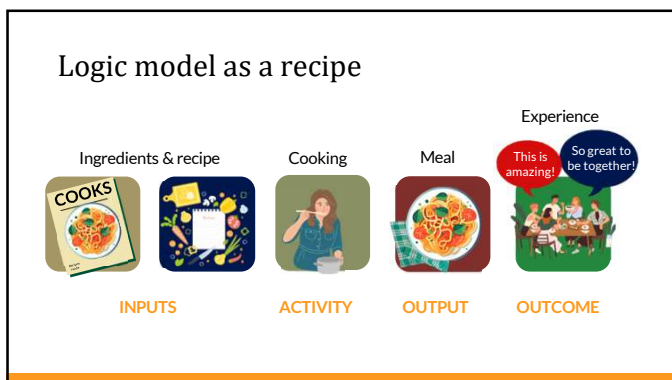 Logic model as a recipe
Experience
Ingredients & recipe
Cooking
Meal
This is
amazing!
So great to
be together!
COOKS
INPUTS
ACTIVITY
OUTPUT
OUTCOME